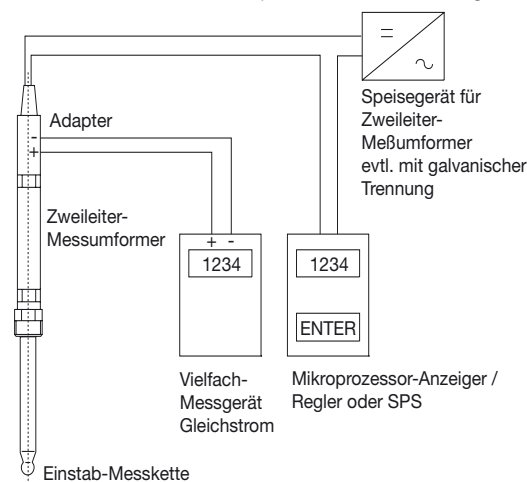 =
~
Speisegerät für
Zweileiter-
Meßumformer
evtl. mit galvanischer
Trennung
Adapter
-
+
Zweileiter-
Messumformer
+ -
1234
1234
ENTER
Vielfach-
Messgerät
Gleichstrom
Mikroprozessor-Anzeiger /
Regler oder SPS
Einstab-Messkette